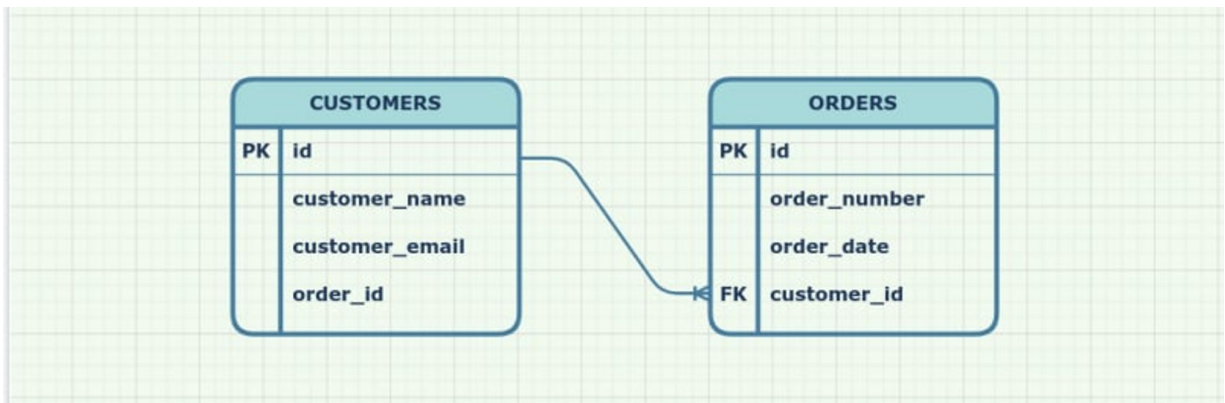 CUSTOMERS
PK id
customer_name
customer_email
order_id
ORDERS
PK id
order_number
order_date
FK customer_id